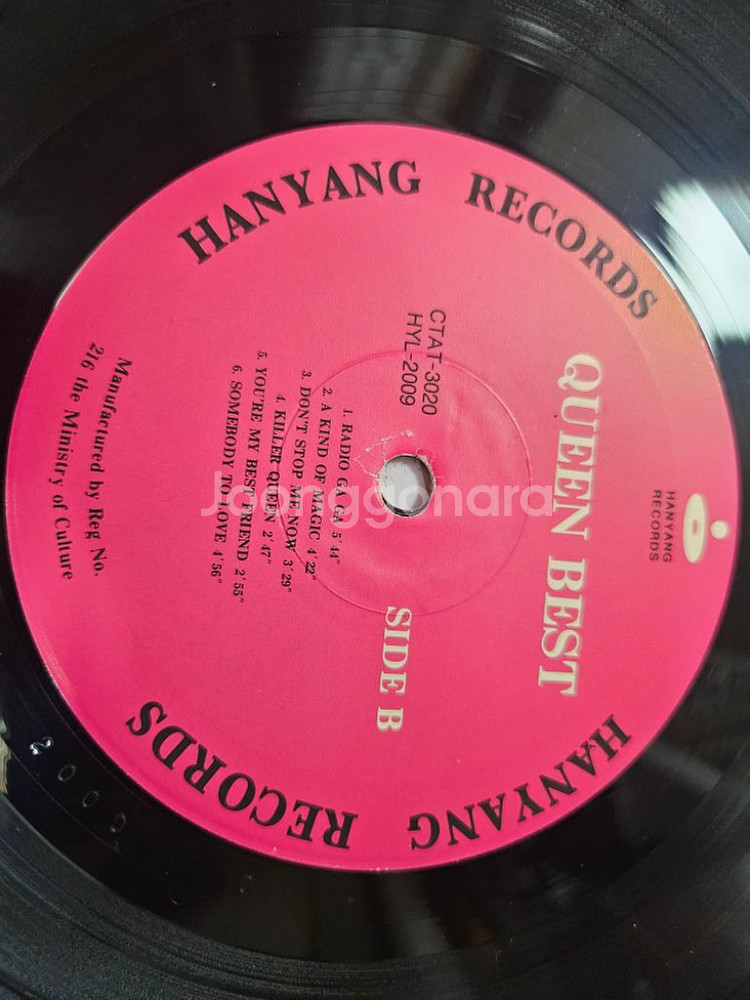 HANYANG RECORDS
HANYANG
RECORDS
QUEEN BEST
CTAT-3020
HYL-2009
SIDE B
1. RADIO GA GA 5'44"
2. A KIND OF MAGIC 4'22"
3. DON'T STOP ME NOW 3'29"
4. KILLER QUEEN 2'47"
5. YOU'RE MY BEST FRIEND 2'55"
6. SOMEBODY TO LOVE 4'56"
Manufactured by Reg No.
216 the Ministry of Culture
HANYANG RECORDS
Joonggonara